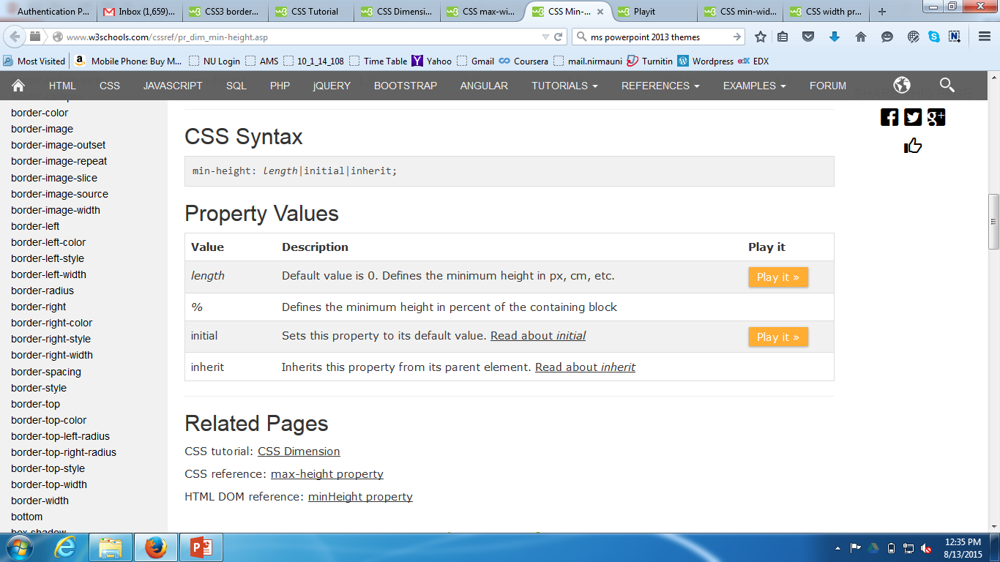 Authentication P...
Inbox (1,659)...
CSS3 border...
CSS Tutorial
CSS Dimensi...
CSS max-wi...
CSS Min-...
Playit
CSS min-wid...
CSS width pr...
www.w3schools.com/cssref/pr_dim_min-height.asp
ms powerpoint 2013 themes
Most Visited
Mobile Phone: Buy M...
NU Login
AMS
10_1_14_108
Time Table
Yahoo
Gmail
Coursera
mail.nirmauni
Turnitin
Wordpress
EDX
HTML CSS JAVASCRIPT SQL PHP jQUERY BOOTSTRAP ANGULAR TUTORIALS REFERENCES EXAMPLES FORUM
border-color
border-image
border-image-outset
border-image-repeat
border-image-slice
border-image-source
border-image-width
border-left
border-left-color
border-left-style
border-left-width
border-radius
border-right
border-right-color
border-right-style
border-right-width
border-spacing
border-style
border-top
border-top-color
border-top-left-radius
border-top-right-radius
border-top-style
border-top-width
border-width
bottom
box-shadow
CSS Syntax
min-height: length|initial|inherit;
Property Values
Value Description Play it
length Default value is 0. Defines the minimum height in px, cm, etc. Play it »
% Defines the minimum height in percent of the containing block
initial Sets this property to its default value. Read about initial Play it »
inherit Inherits this property from its parent element. Read about inherit
Related Pages
CSS tutorial: CSS Dimension
CSS reference: max-height property
HTML DOM reference: minHeight property
12:35 PM
8/13/2015